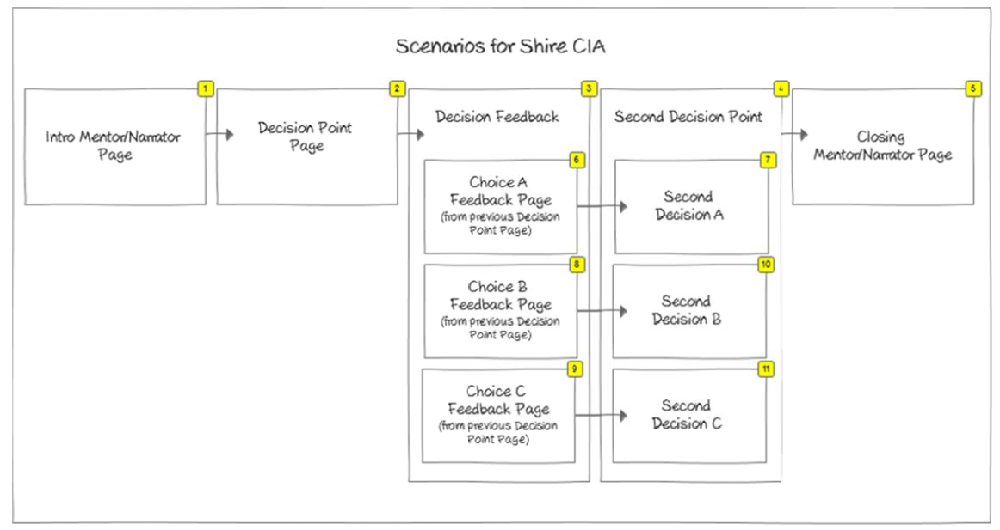 Scenarios for Shire CIA
1
Intro Mentor/Narrator
Page
2
Decision Point
Page
3
Decision Feedback
6
Choice A
Feedback Page
(from previous Decision
Point Page)
8
Choice B
Feedback Page
(from previous Decision
Point Page)
9
Choice C
Feedback Page
(from previous Decision
Point Page)
4
Second Decision Point
7
Second
Decision A
10
Second
Decision B
11
Second
Decision C
5
Closing
Mentor/Narrator Page